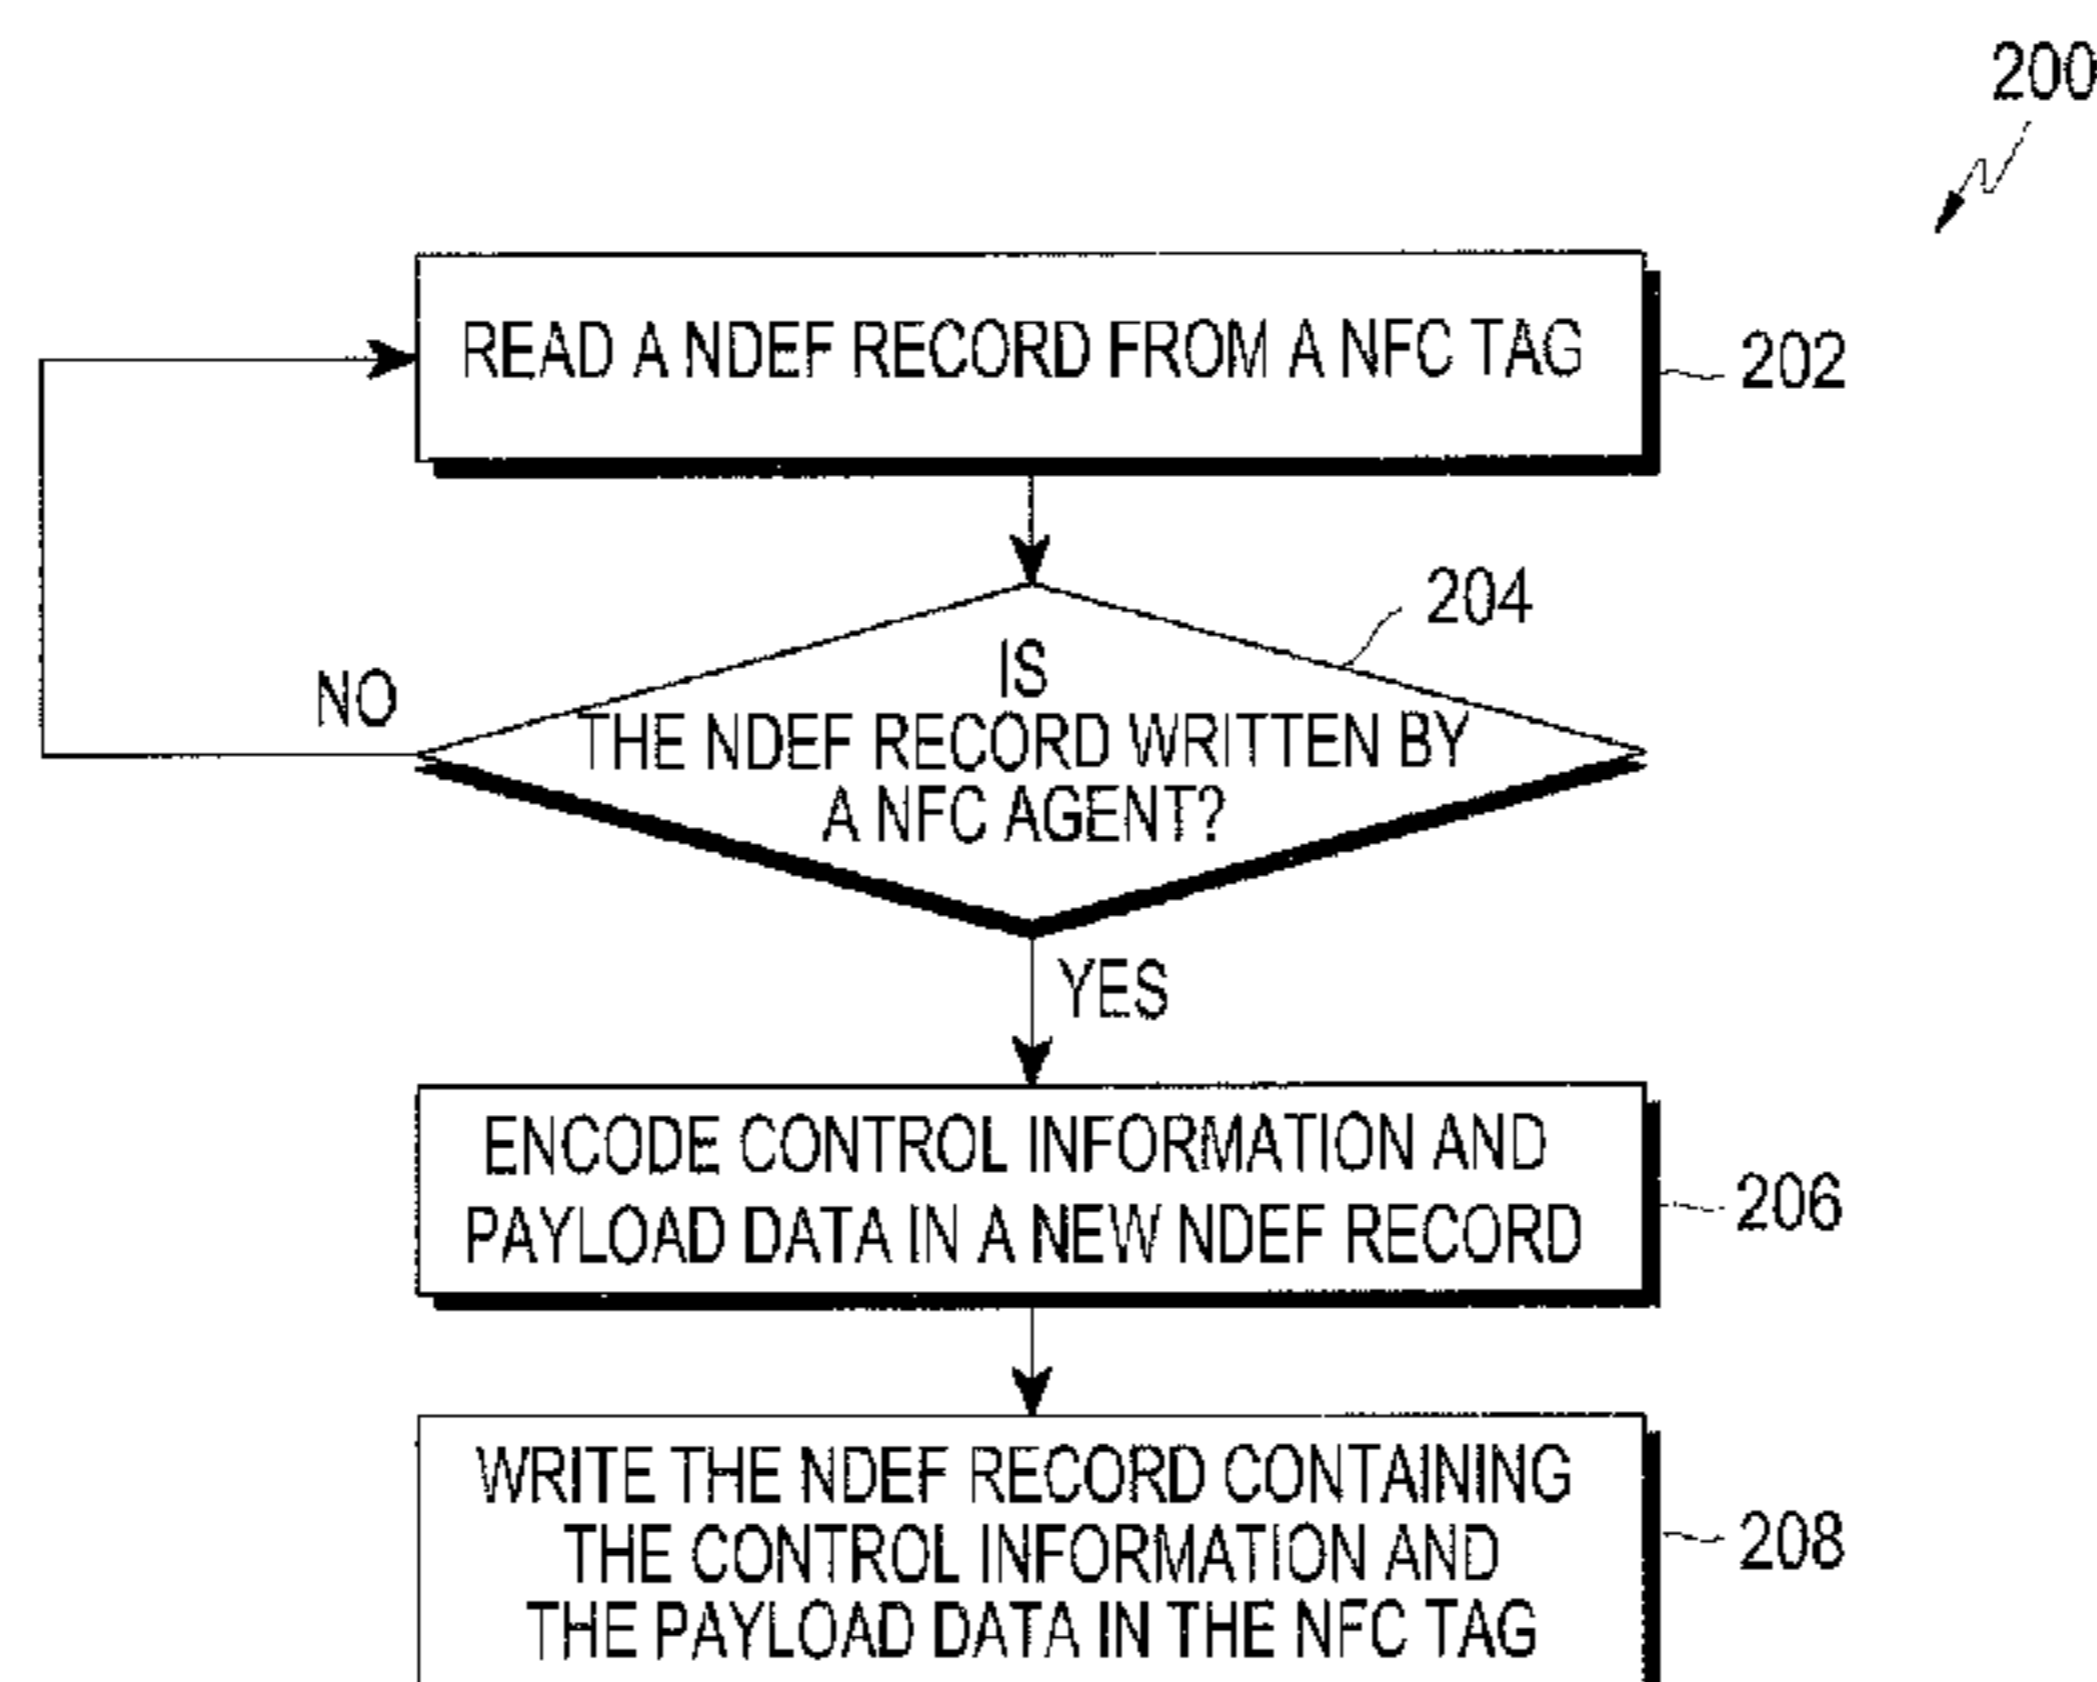 200
READ A NDEF RECORD FROM A NFC TAG
202
204
IS
THE NDEF RECORD WRITTEN BY
A NFC AGENT?
NO
YES
ENCODE CONTROL INFORMATION AND
PAYLOAD DATA IN A NEW NDEF RECORD
206
WRITE THE NDEF RECORD CONTAINING
THE CONTROL INFORMATION AND
THE PAYLOAD DATA IN THE NFC TAG
208